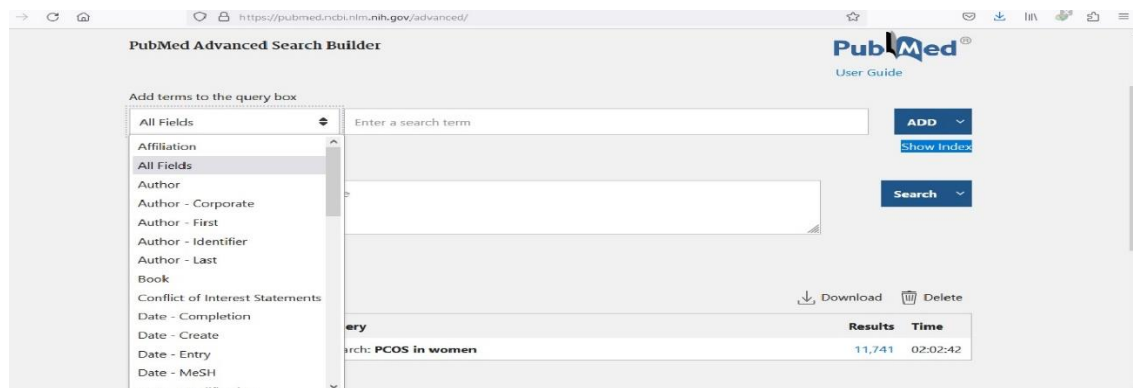 https://pubmed.ncbi.nlm.nih.gov/advanced/
PubMed Advanced Search Builder
PubMed®
User Guide
Add terms to the query box
All Fields
Enter a search term
ADD
Show Index
Affiliation
All Fields
Author
Author - Corporate
Author - First
Author - Identifier
Author - Last
Book
Conflict of Interest Statements
Date - Completion
Date - Create
Date - Entry
Date - MeSH
Search
Download Delete
ery Results Time
arch: PCOS in women 11,741 02:02:42